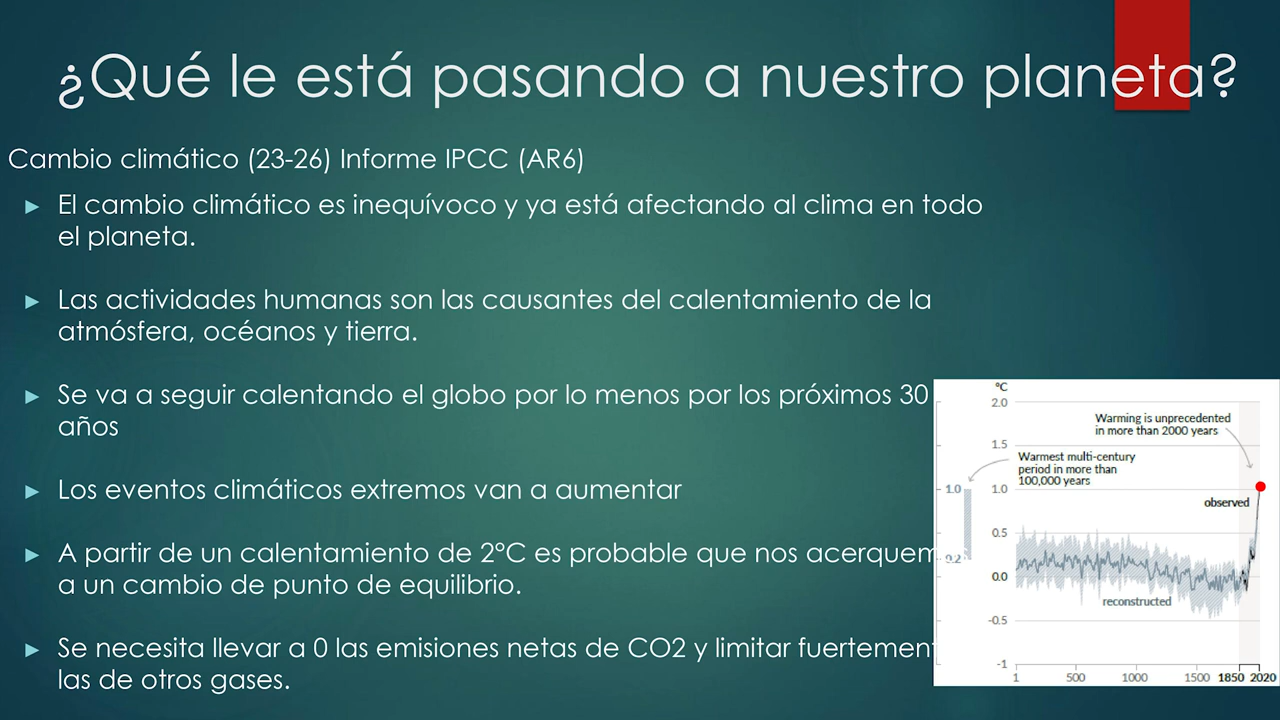 ¿Qué le está pasando a nuestro planeta?
Cambio climático (23-26) Informe IPCC (AR6)
► El cambio climático es inequívoco y ya está afectando al clima en todo
el planeta.
► Las actividades humanas son las causantes del calentamiento de la
atmósfera, océanos y tierra.
► Se va a seguir calentando el globo por lo menos por los próximos 30
años
► Los eventos climáticos extremos van a aumentar
► A partir de un calentamiento de 2°C es probable que nos acerquem
a un cambio de punto de equilibrio.
► Se necesita llevar a 0 las emisiones netas de CO2 y limitar fuertement
las de otros gases.
°C
2.0
Warming is unprecedented
in more than 2000 years
1.5
Warmest multi-century
period in more than
100,000 years
1.0
1.0
observed
0.5
0.2
0.0
reconstructed
-0.5
-1
1 500 1000 1500 1850 2020